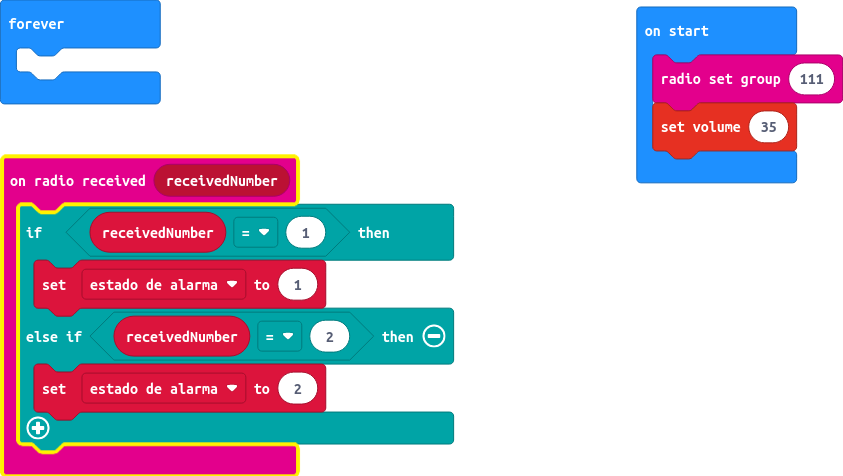 forever
on start
radio set group 111
set volume 35
on radio received receivedNumber
if receivedNumber = 1 then
set estado de alarma to 1
else if receivedNumber = 2 then
set estado de alarma to 2